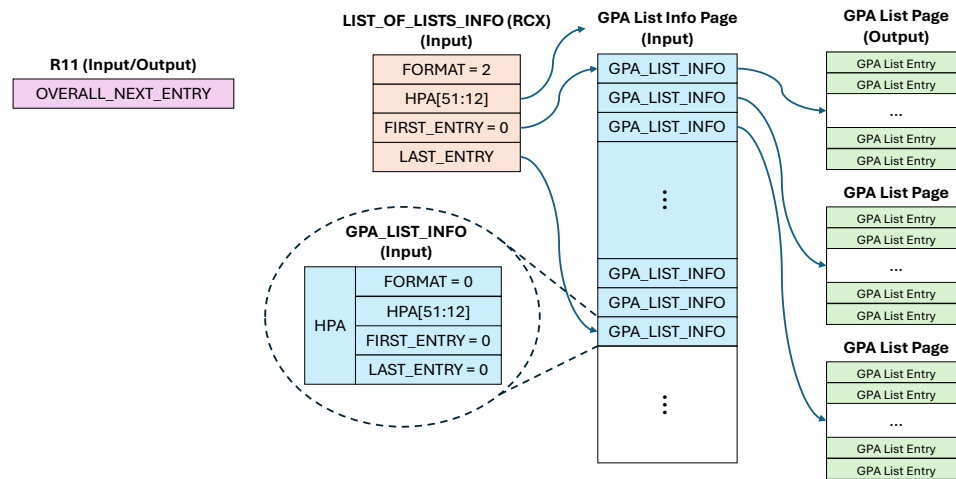 R11 (Input/Output)
OVERALL_NEXT_ENTRY
LIST_OF_LISTS_INFO (RCX)
(Input)
FORMAT = 2
HPA[51:12]
FIRST_ENTRY = 0
LAST_ENTRY
GPA_LIST_INFO
(Input)
HPA
FORMAT = 0
HPA[51:12]
FIRST_ENTRY = 0
LAST_ENTRY = 0
GPA List Info Page
(Input)
GPA_LIST_INFO
GPA_LIST_INFO
GPA_LIST_INFO
⋮
GPA_LIST_INFO
GPA_LIST_INFO
GPA_LIST_INFO
⋮
GPA List Page
(Output)
GPA List Entry
GPA List Entry
...
GPA List Entry
GPA List Entry
GPA List Page
GPA List Entry
GPA List Entry
...
GPA List Entry
GPA List Entry
GPA List Page
GPA List Entry
GPA List Entry
...
GPA List Entry
GPA List Entry